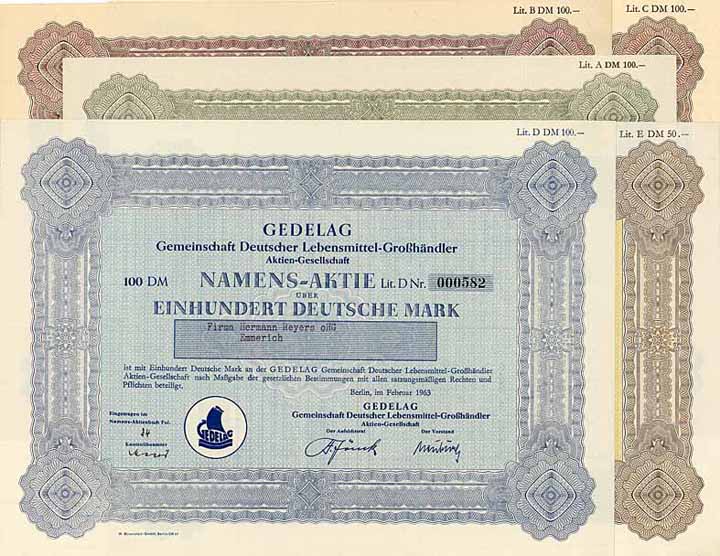 Lit. B DM 100.—
Lit. C DM 100.—
Lit. A DM 100.—
Lit. D DM 100.—
Lit. E DM 50.—
GEDELAG
Gemeinschaft Deutscher Lebensmittel-Großhändler
Aktien-Gesellschaft
100 DM NAMENS-AKTIE Lit. D Nr. 000582
ÜBER
EINHUNDERT DEUTSCHE MARK
Firma Hermann Meyers oHG
Emmerich
ist mit Einhundert Deutsche Mark an der GEDELAG Gemeinschaft Deutscher Lebensmittel-Großhändler
Aktien-Gesellschaft nach Maßgabe der gesetzlichen Bestimmungen mit allen satzungsmäßigen Rechten und
Pflichten beteiligt.
Berlin, im Februar 1963
GEDELAG
Gemeinschaft Deutscher Lebensmittel-Großhändler
Aktien-Gesellschaft
Der Aufsichtsrat Der Vorstand
Eingetragen im
Namens-Aktienbuch Fol.
34
Kontrollnummer
GEDELAG